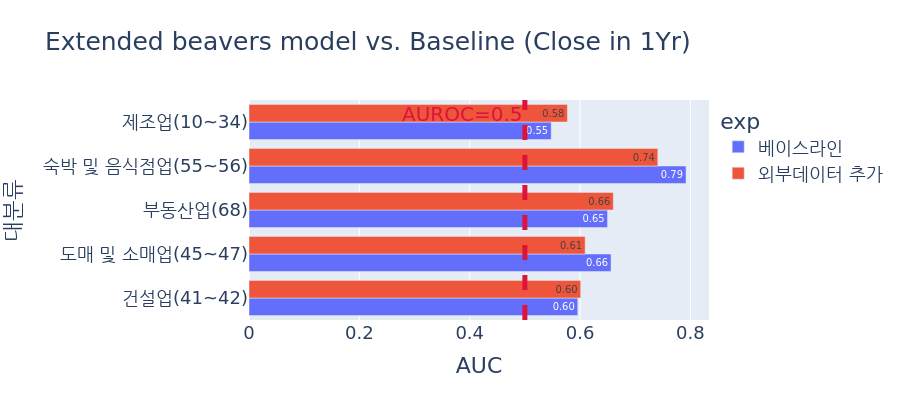 Extended beavers model vs. Baseline (Close in 1Yr)
대분류
제조업(10~34)
AUROC=0.5
0.58
0.55
숙박 및 음식점업(55~56)
0.74
0.79
부동산업(68)
0.66
0.65
도매 및 소매업(45~47)
0.61
0.66
건설업(41~42)
0.60
0.60
0
0.2
0.4
0.6
0.8
AUC
exp
베이스라인
외부데이터 추가